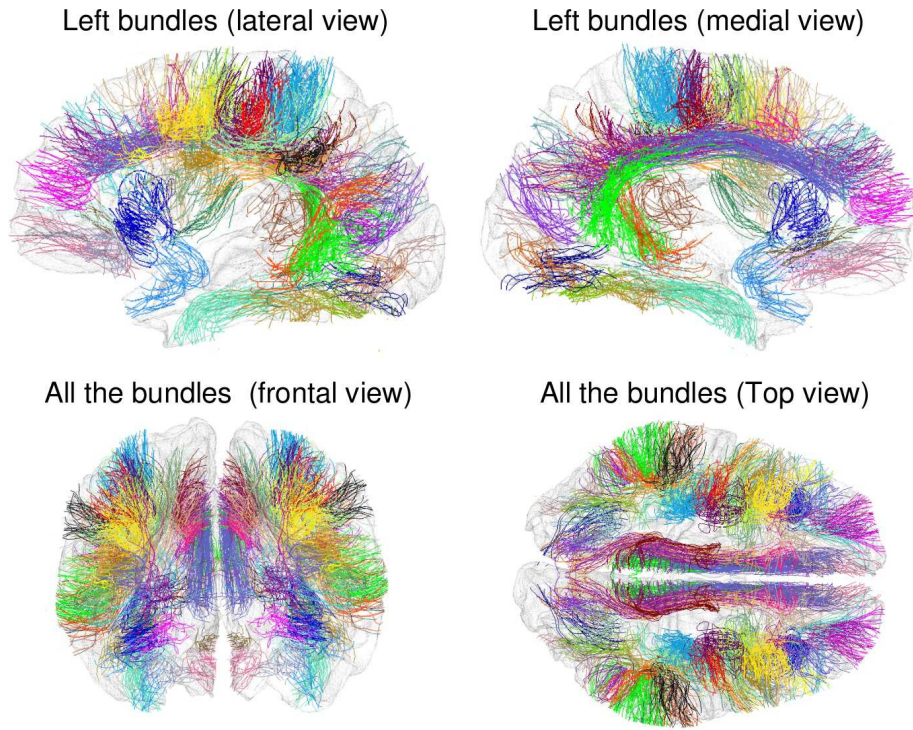 Left bundles (lateral view)
Left bundles (medial view)
All the bundles (frontal view)
All the bundles (Top view)